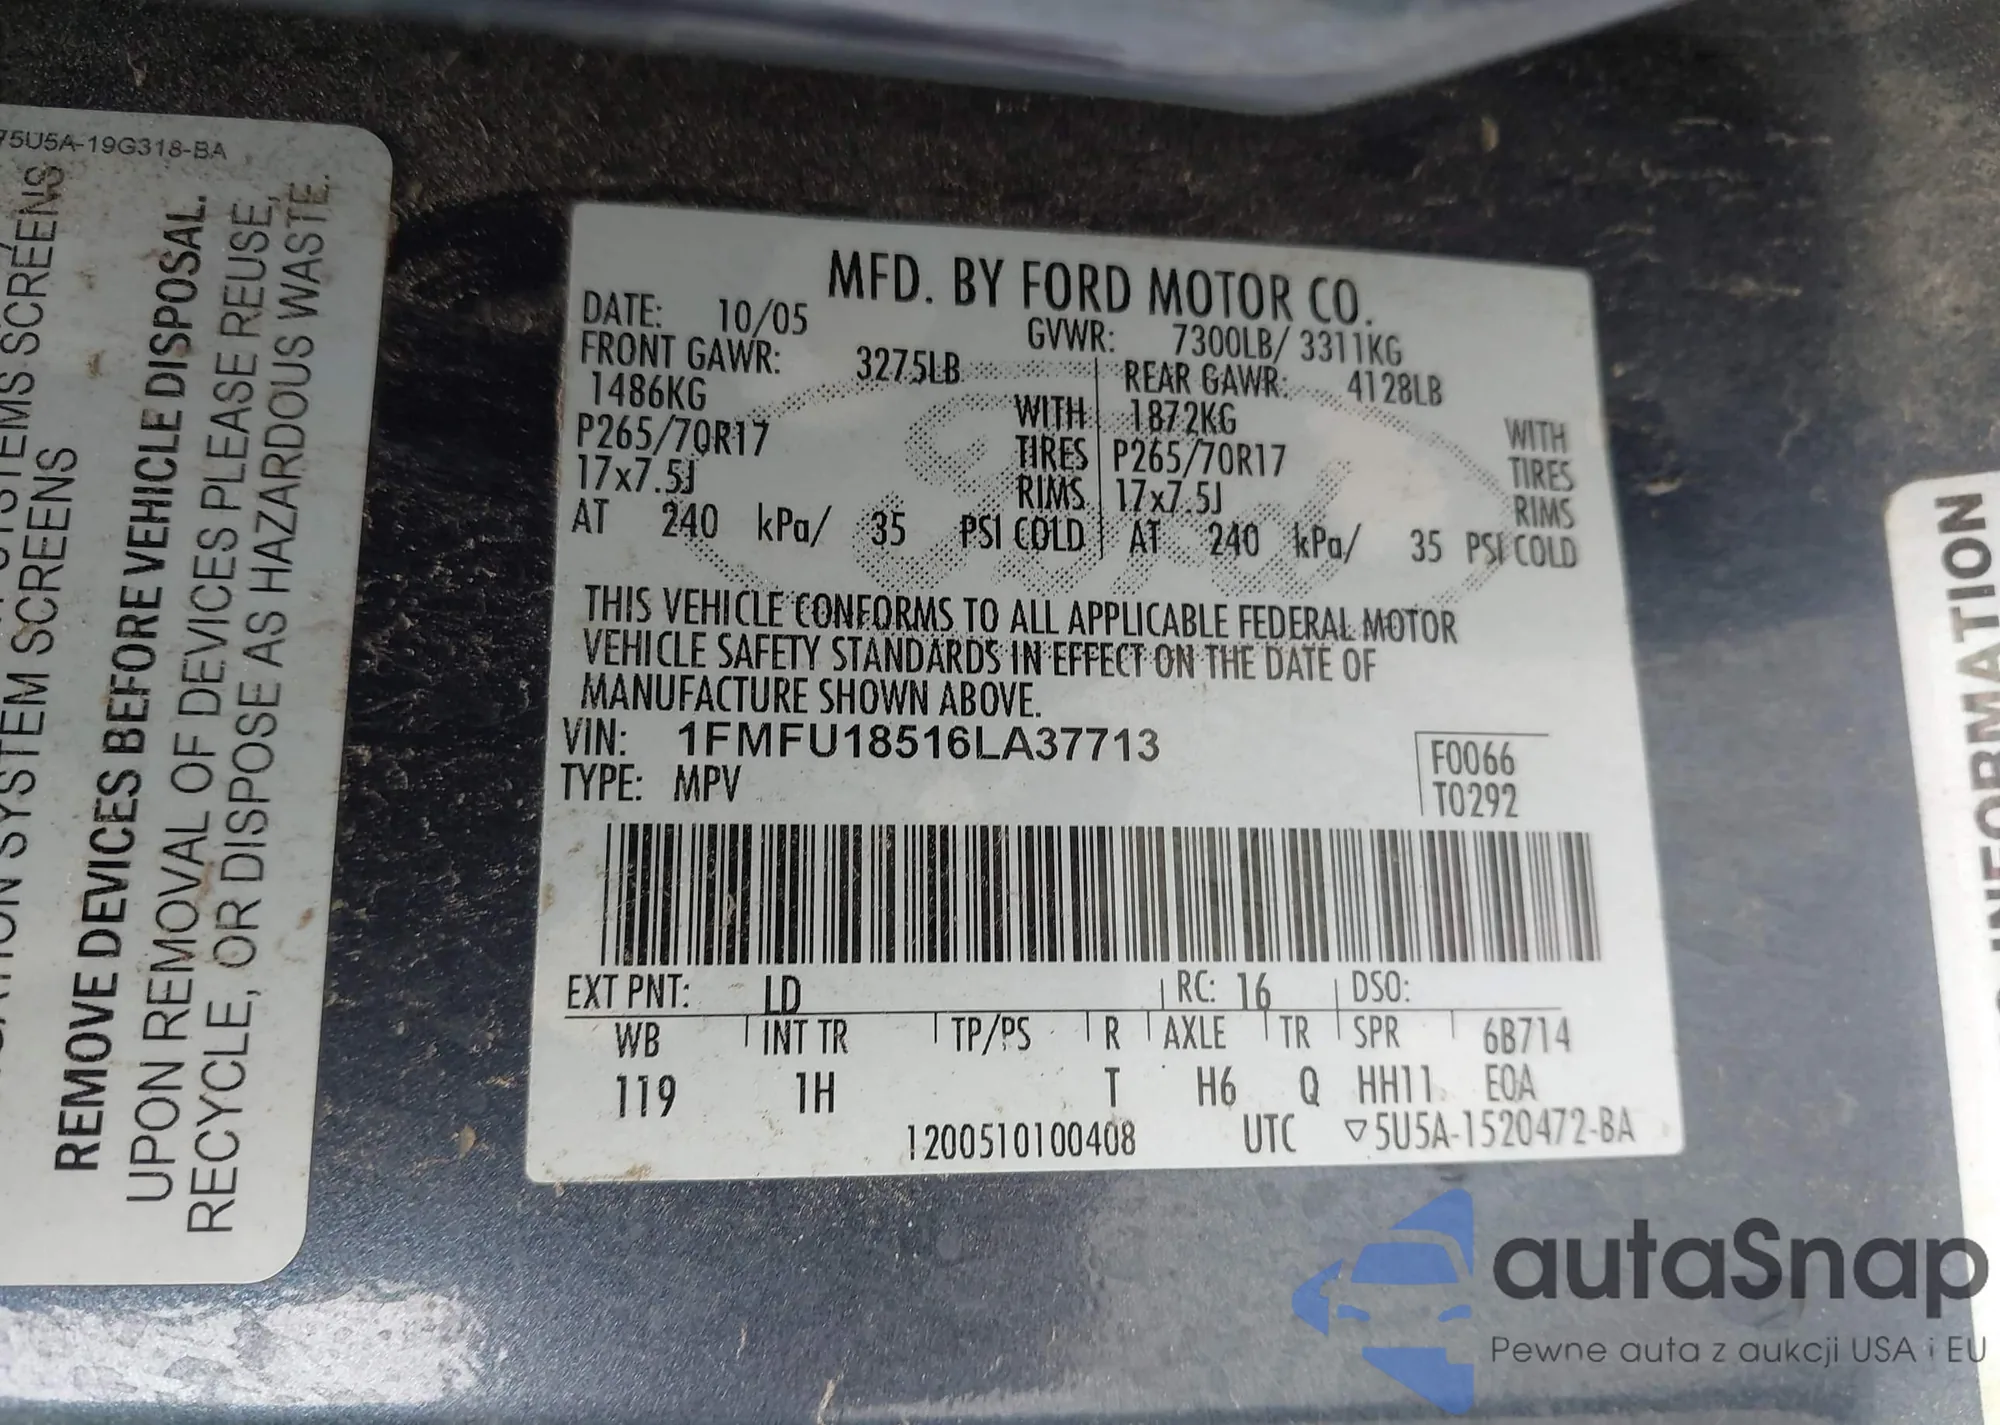 75U5A-19G318-BA
SYSTEMS SCREENS
SYSTEM SCREENS
REMOVE DEVICES BEFORE VEHICLE DISPOSAL.
UPON REMOVAL OF DEVICES PLEASE REUSE,
RECYCLE, OR DISPOSE AS HAZARDOUS WASTE.
MFD. BY FORD MOTOR CO.
DATE: 10/05 GVWR: 7300LB/ 3311KG
FRONT GAWR: 3275LB REAR GAWR: 4128LB
1486KG WITH 1872KG WITH
P265/70R17 TIRES P265/70R17 TIRES
17x7.5J RIMS 17x7.5J RIMS
AT 240 kPa/ 35 PSI COLD AT 240 kPa/ 35 PSI COLD
Ford
THIS VEHICLE CONFORMS TO ALL APPLICABLE FEDERAL MOTOR
VEHICLE SAFETY STANDARDS IN EFFECT ON THE DATE OF
MANUFACTURE SHOWN ABOVE.
VIN: 1FMFU18516LA37713
TYPE: MPV
F0066
T0292
EXT PNT: LD RC: 16 DSO:
WB INT TR TP/PS R AXLE TR SPR 6B714
119 1H T H6 Q HH11 EOA
1200510100408 UTC ▽5U5A-1520472-BA
INFORMATION
autaSnap
Pewne auta z aukcji USA i EU